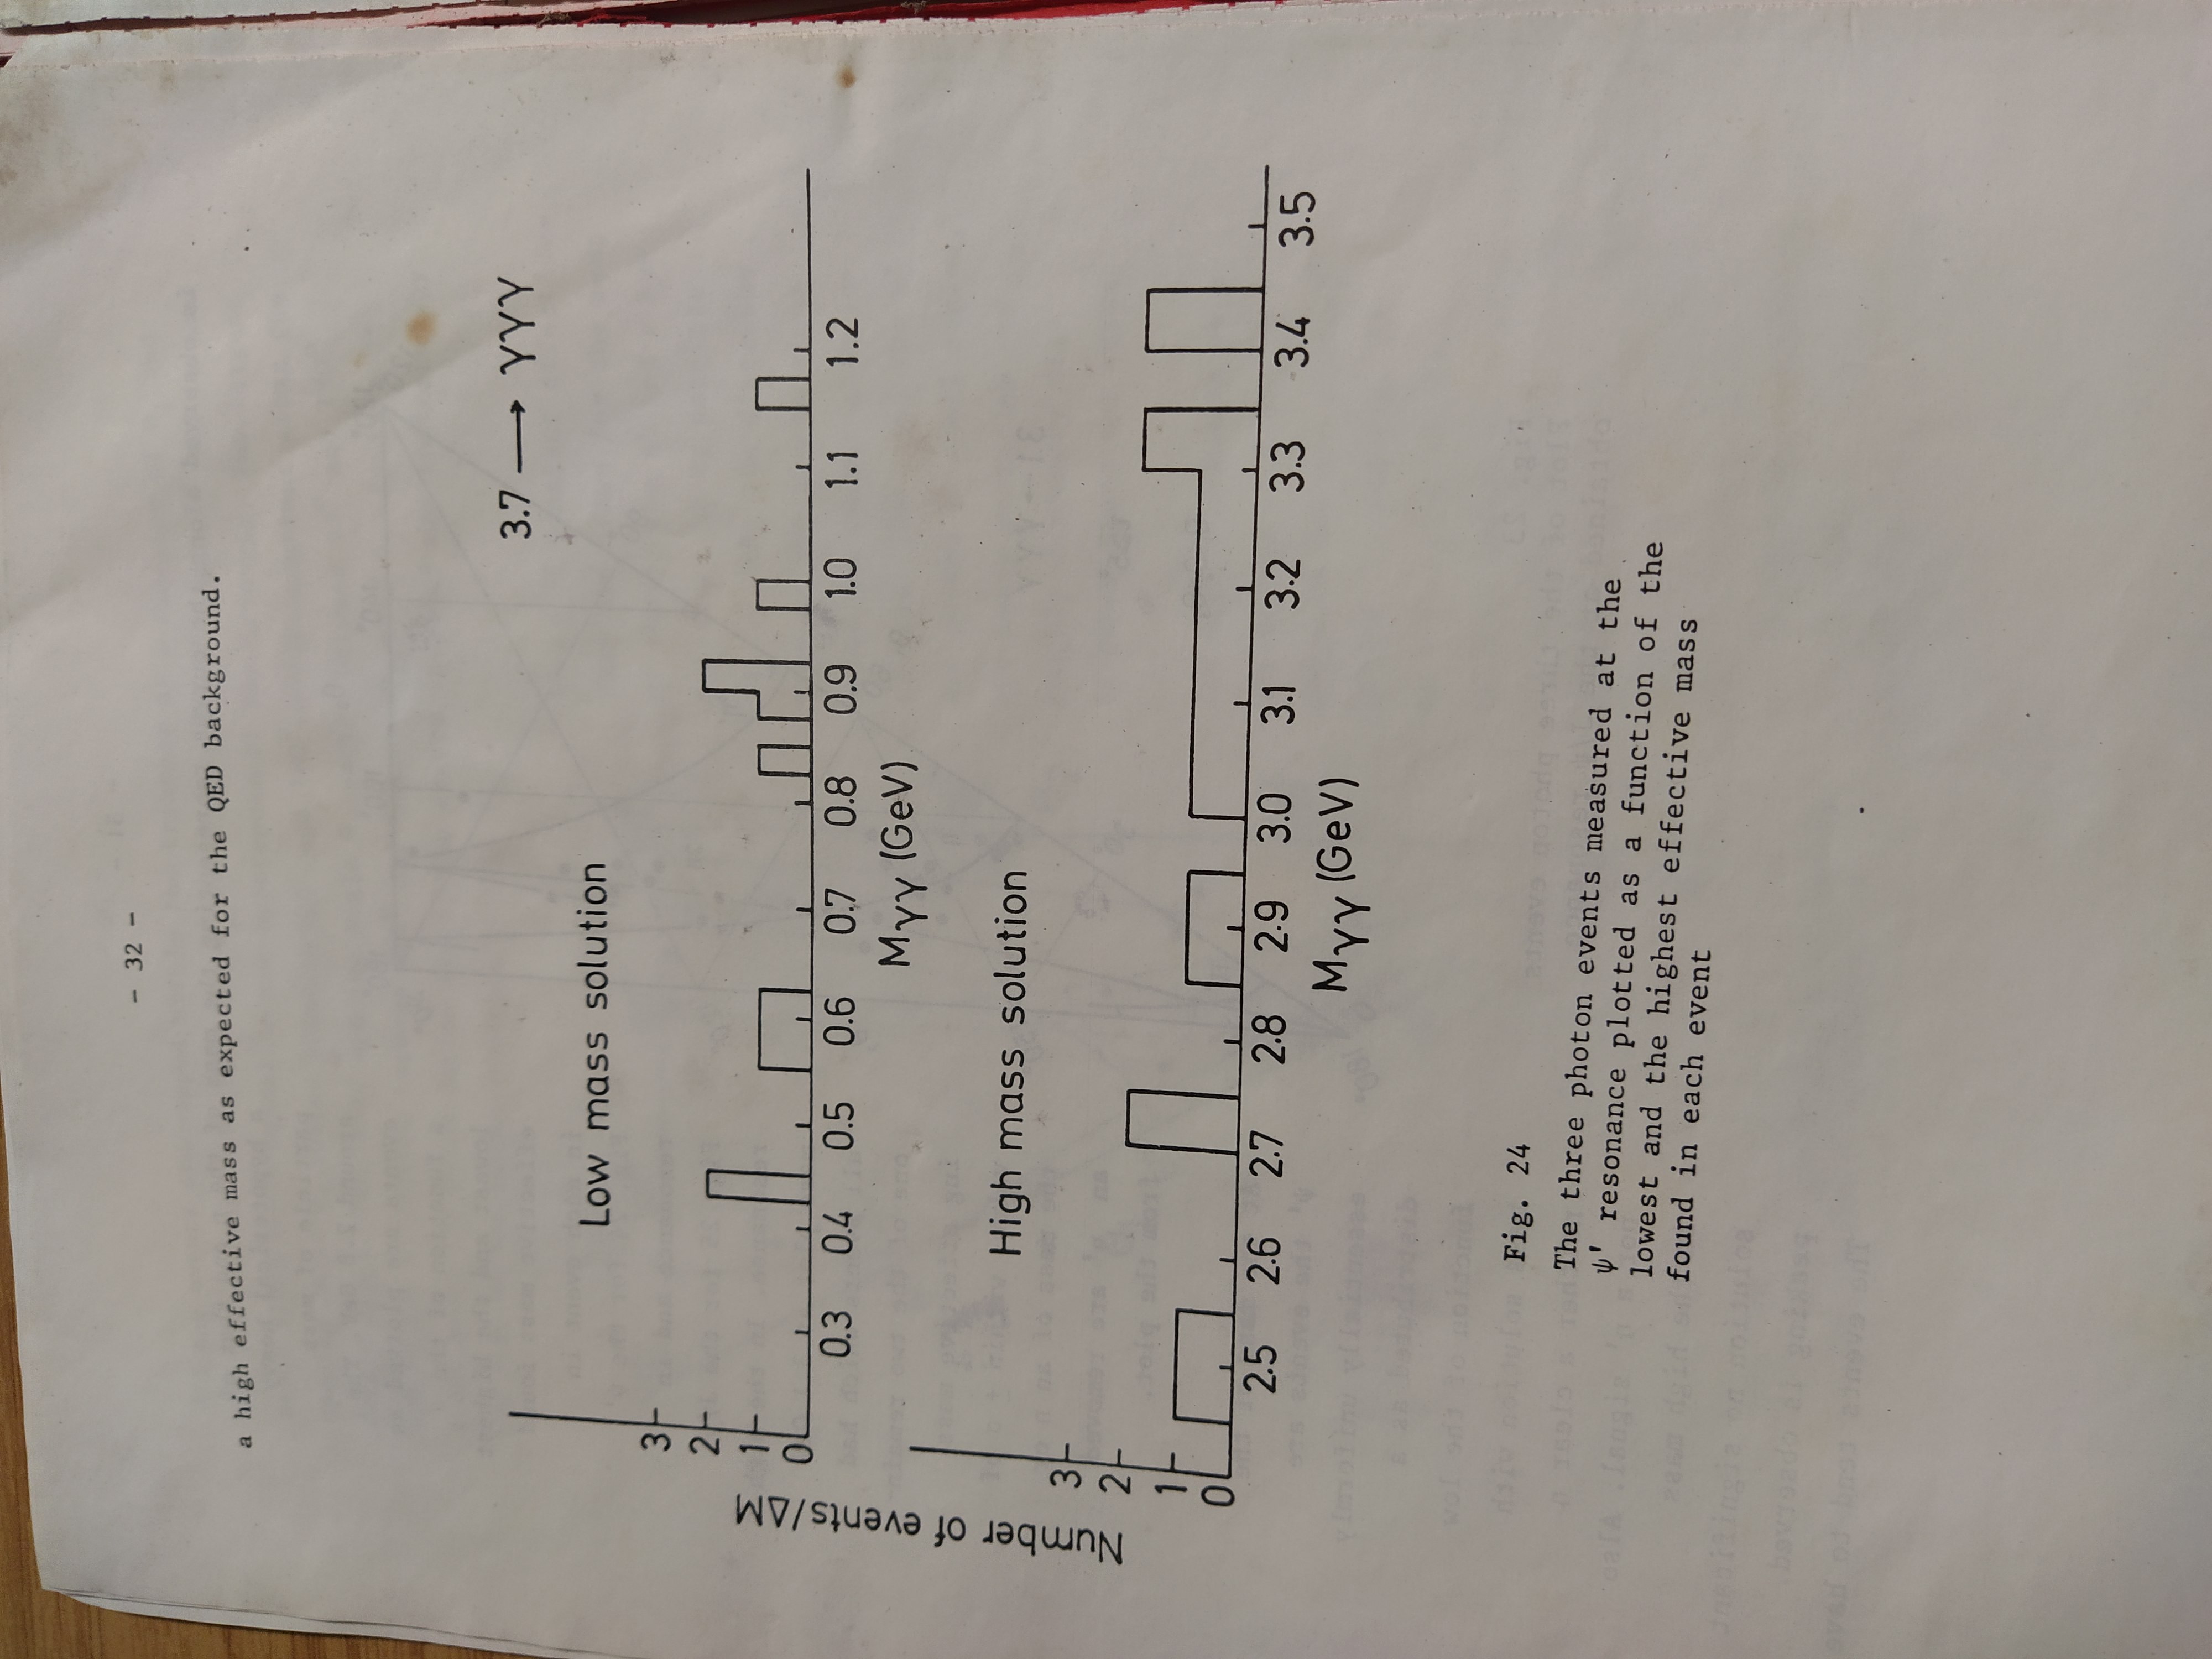 - 32 -
a high effective mass as expected for the QED background.
3.7 → γγγ
Low mass solution
3
2
1
0
0.3 0.4 0.5 0.6 0.7 0.8 0.9 1.0 1.1 1.2
Mγγ (GeV)
Number of events/ΔM
High mass solution
3
2
1
0
2.5 2.6 2.7 2.8 2.9 3.0 3.1 3.2 3.3 3.4 3.5
Mγγ (GeV)
Fig. 24
The three photon events measured at the
ψ' resonance plotted as a function of the
lowest and the highest effective mass
found in each event